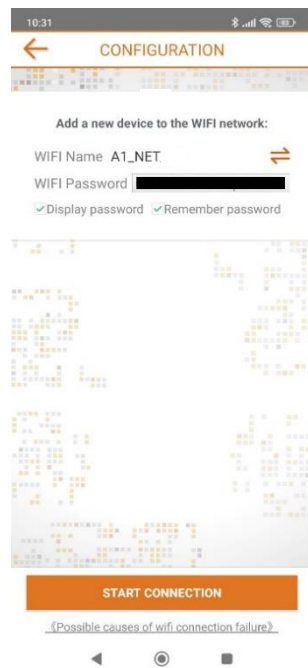 10:31
CONFIGURATION
Add a new device to the WIFI network:
WIFI Name A1_NET
WIFI Password
Display password Remember password
START CONNECTION
《Possible causes of wifi connection failure》